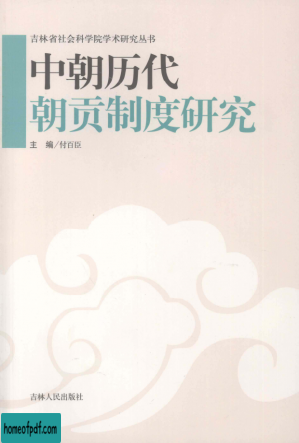 吉林省社会科学院学术研究丛书
中朝历代
朝贡制度研究
主 编/付百臣
吉林人民出版社
homeofpdf.com